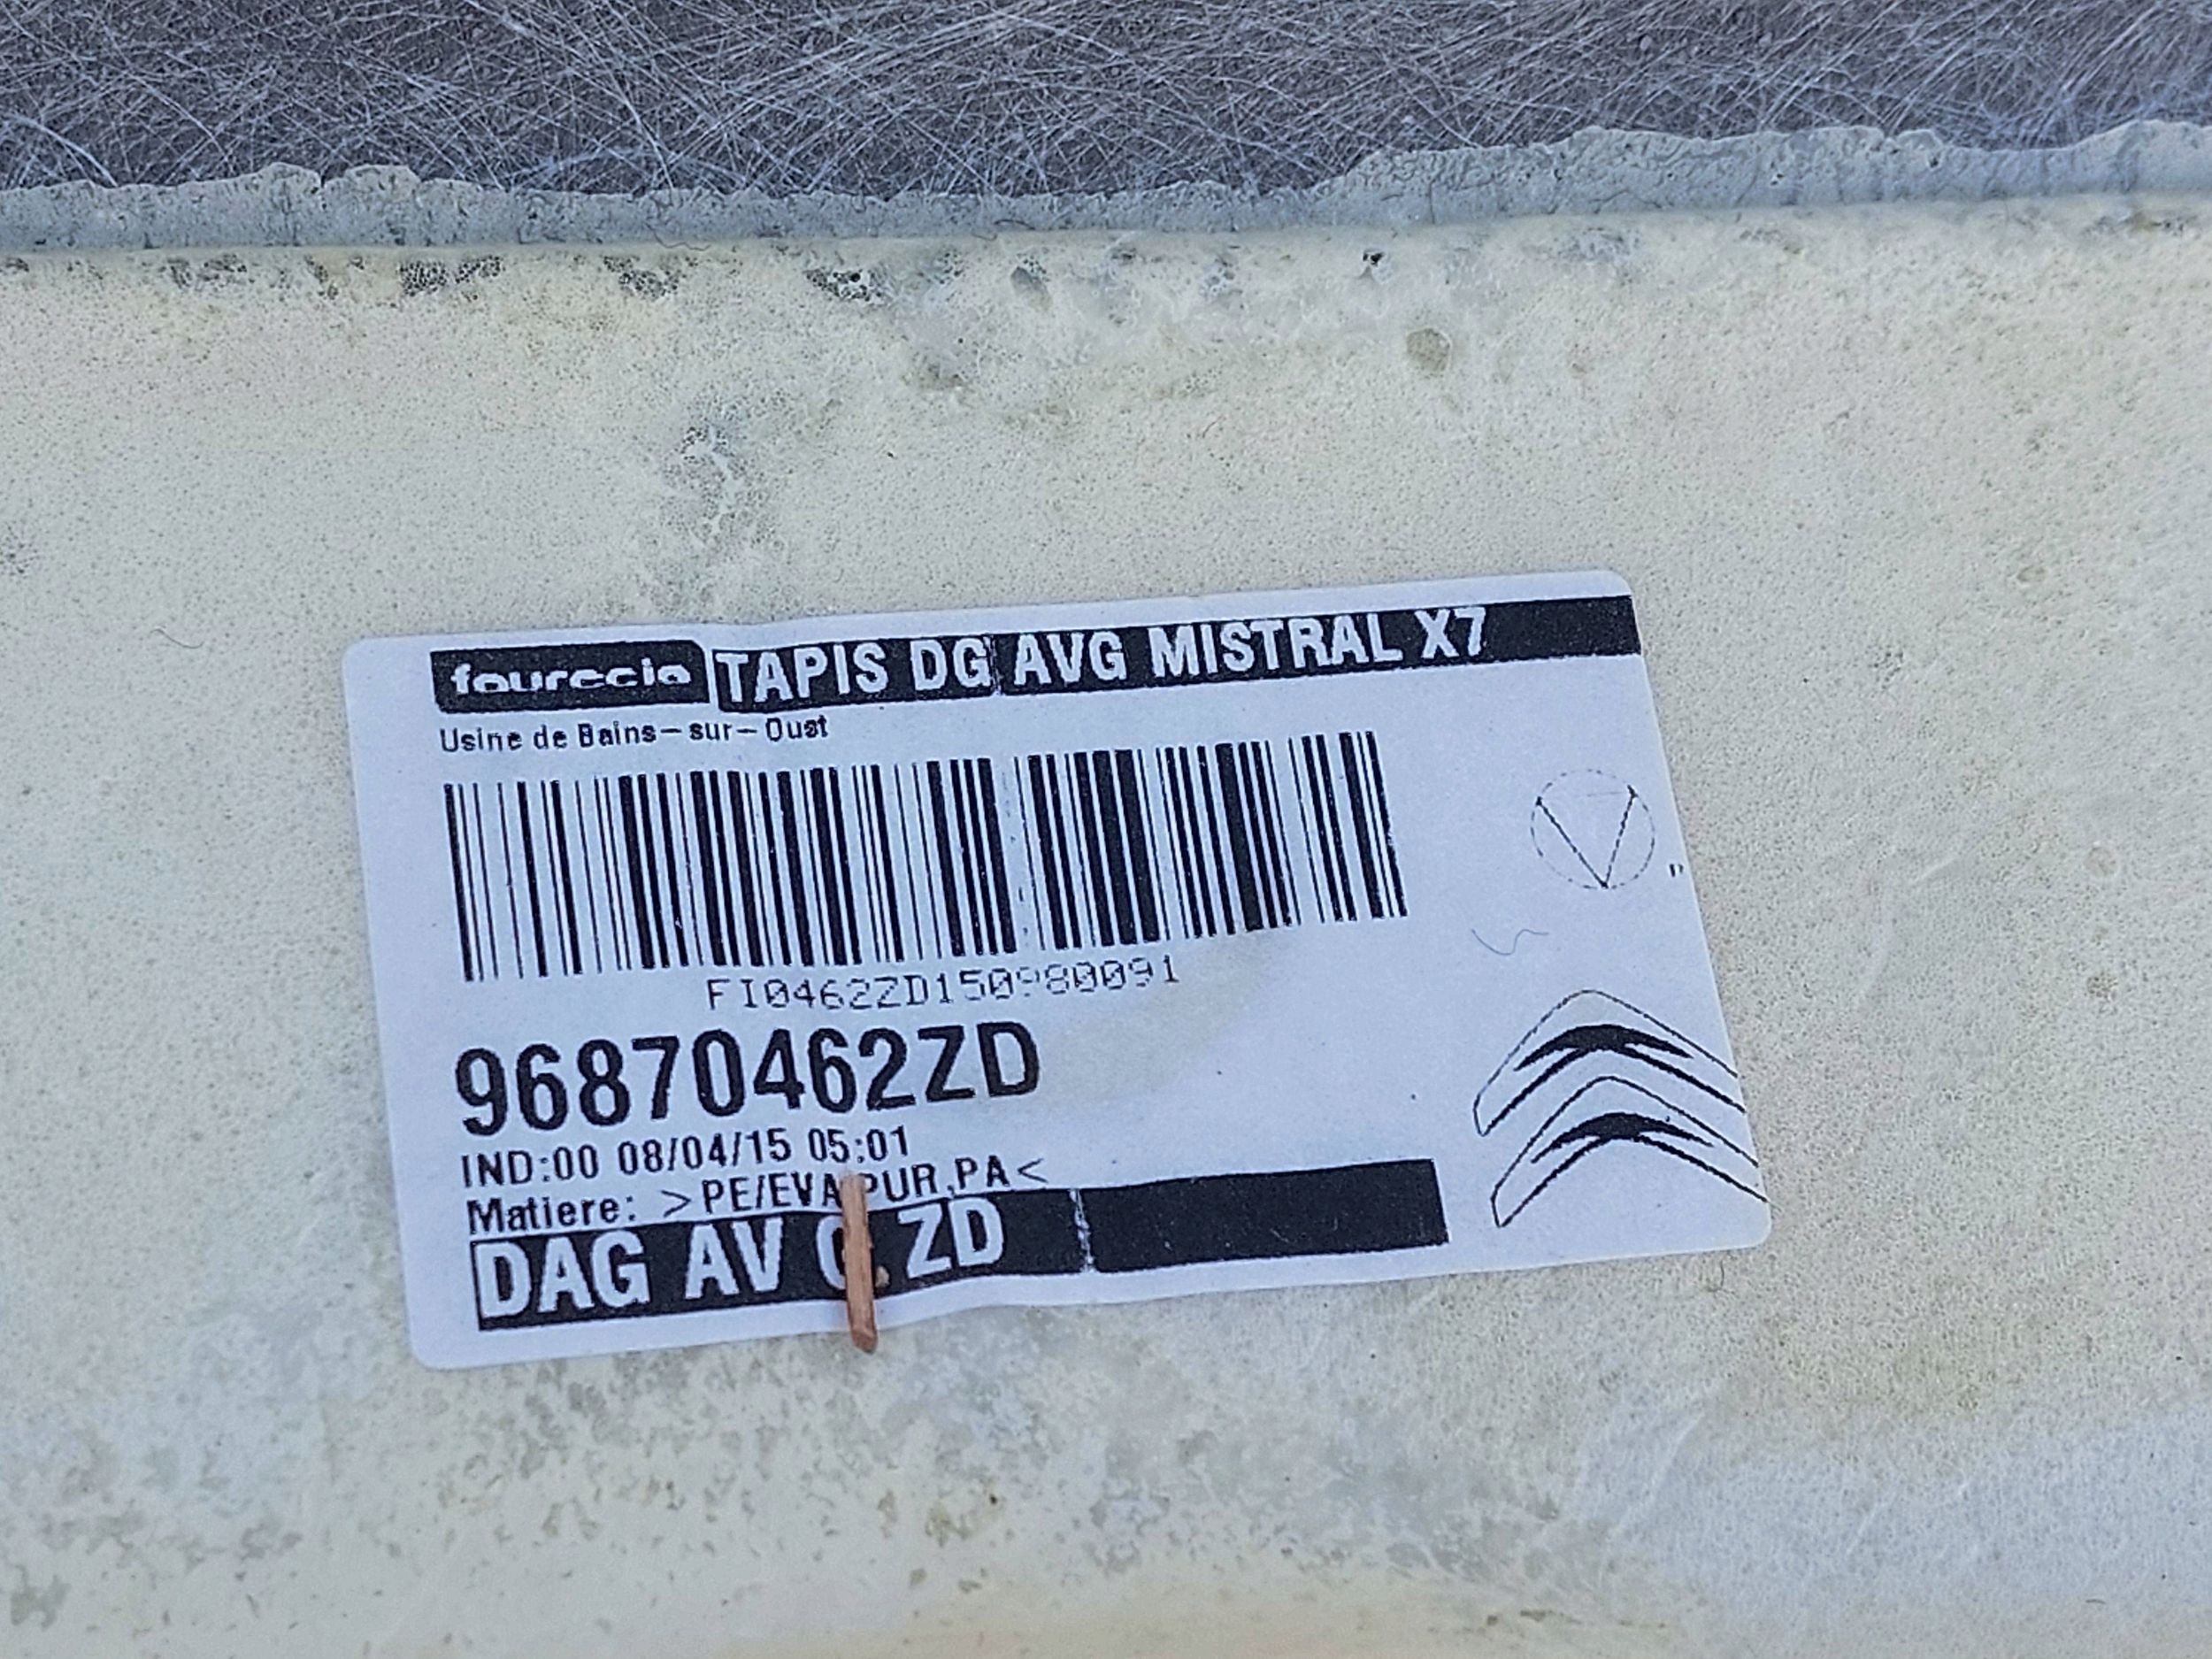 faurecia TAPIS DG AVG MISTRAL X7
Usine de Bains-sur-Oust
FI0462ZD150980091
96870462ZD
IND:00 08/04/15 05:01
Matiere: >PE/EVA PUR,PA<
DAG AV ZD